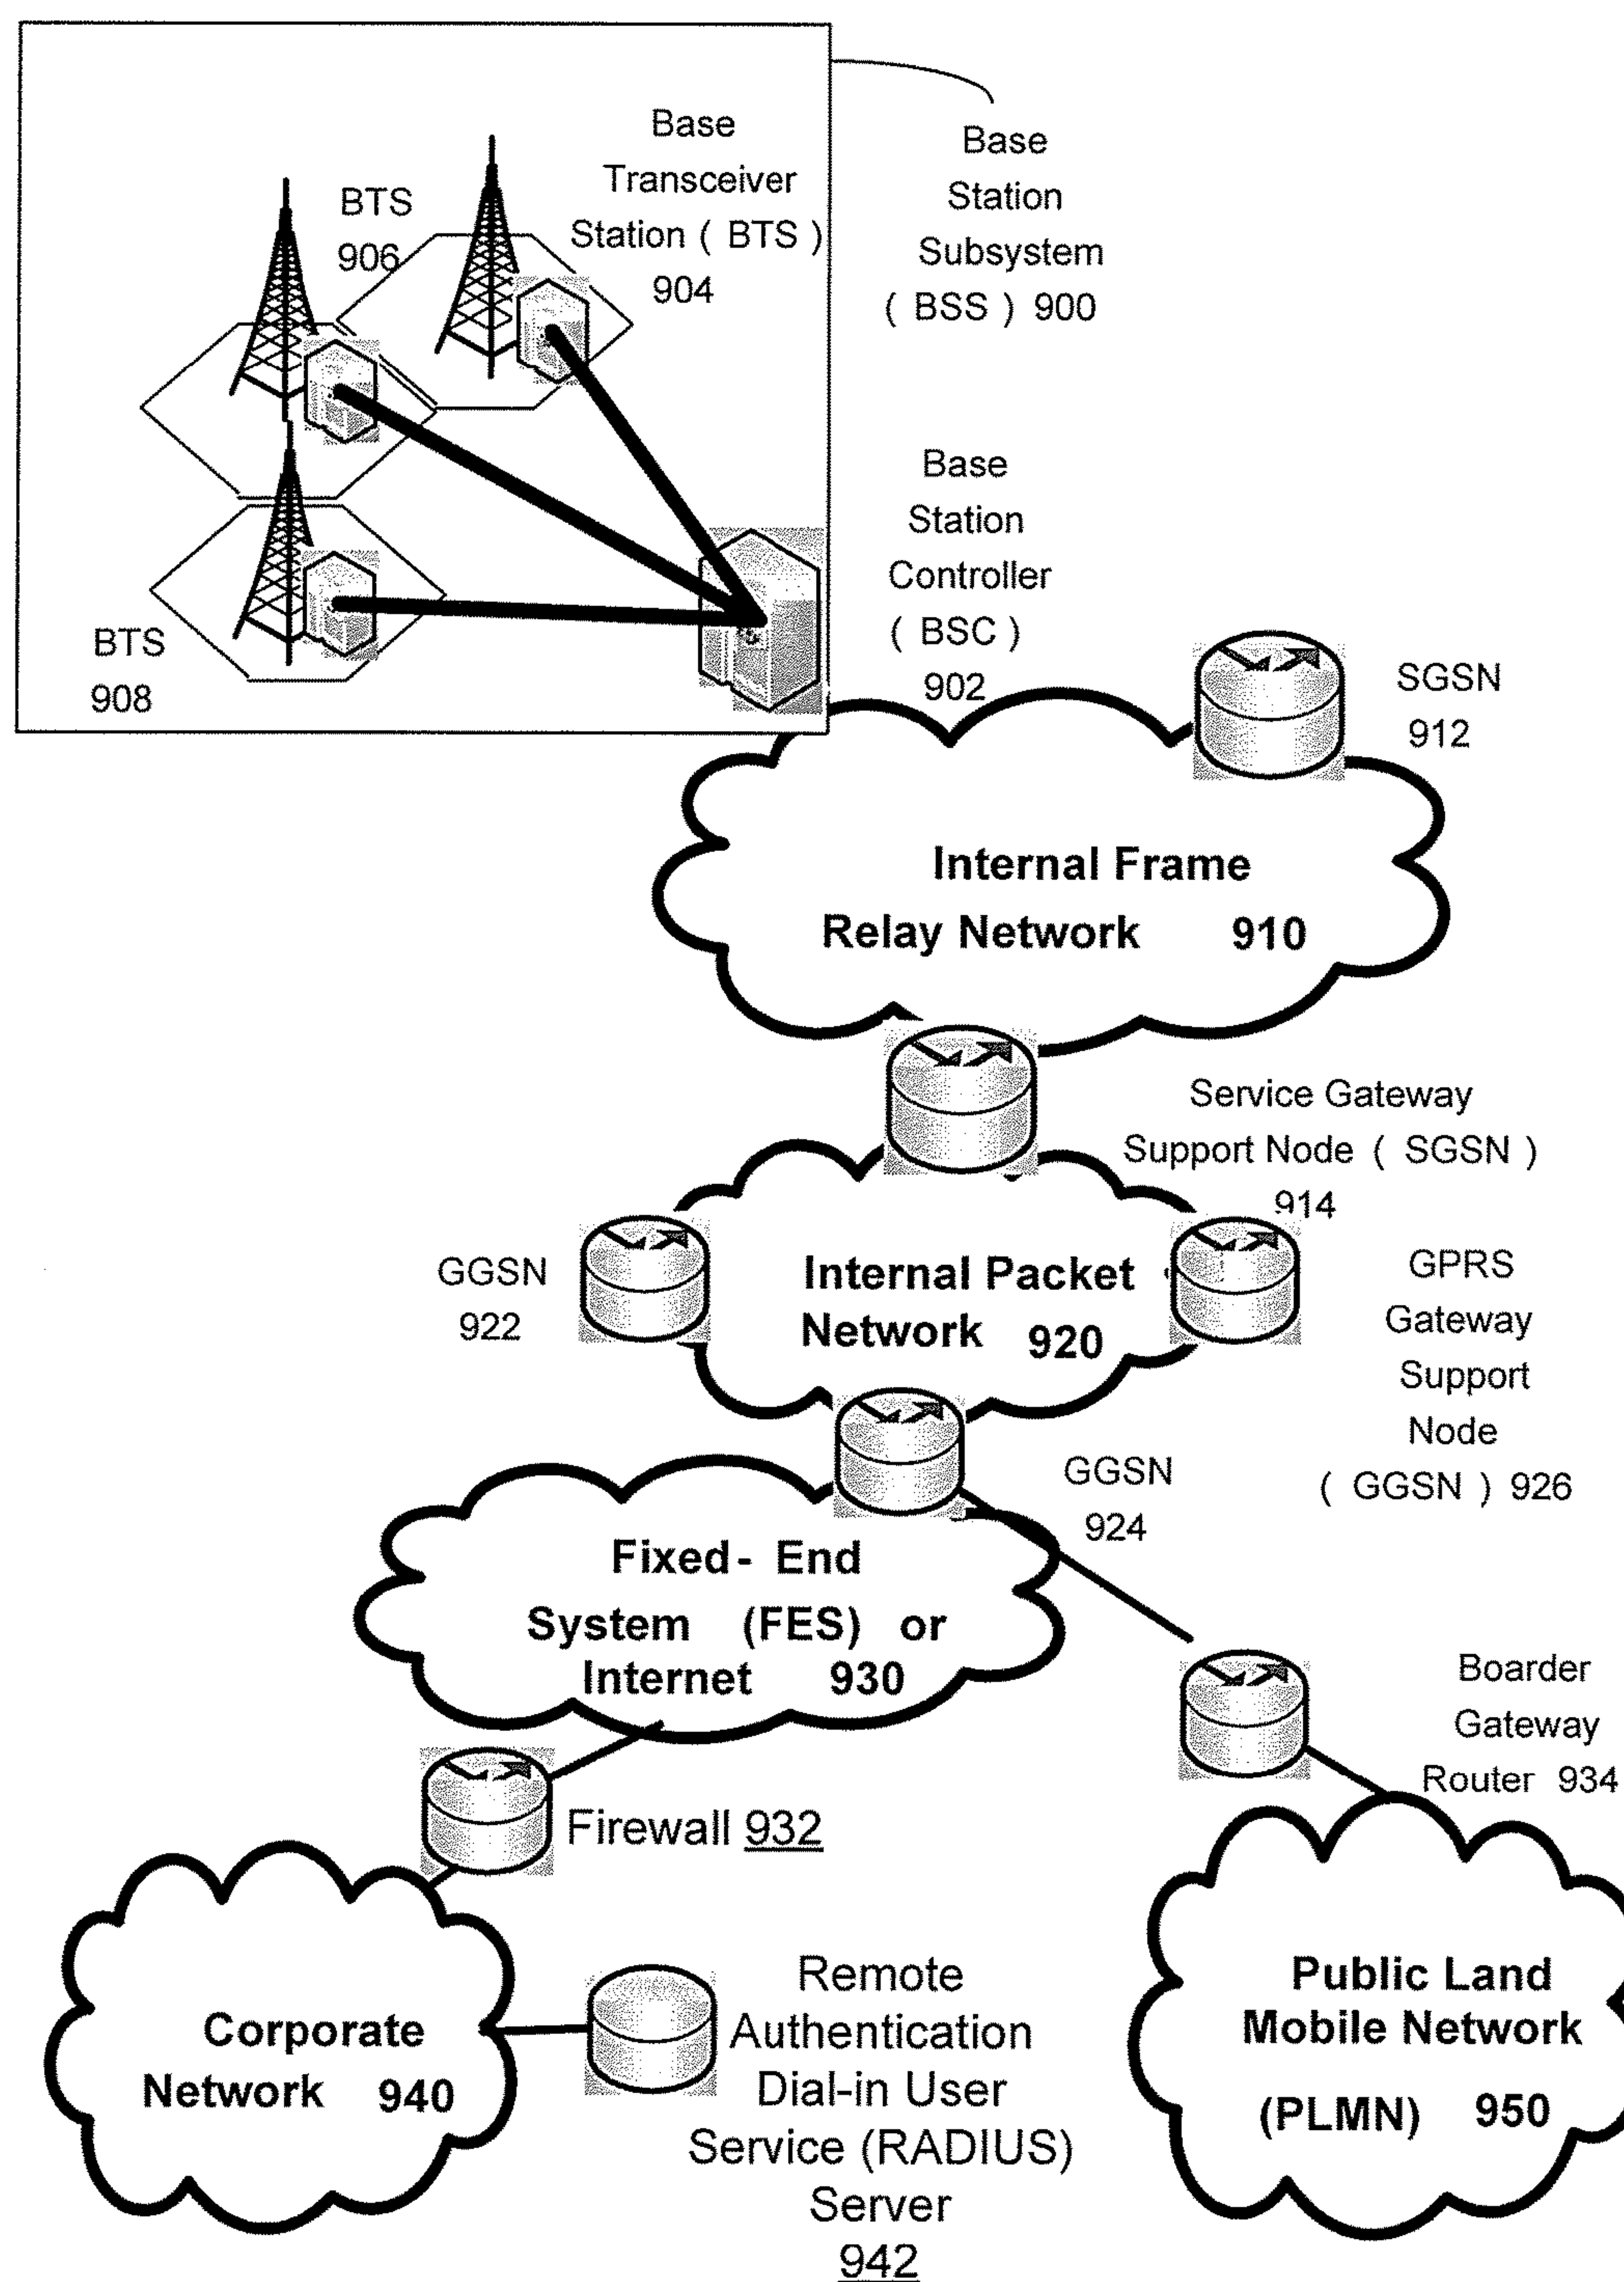 Base
Transceiver
Station ( BTS )
904
BTS
906
Base
Station
Subsystem
( BSS ) 900
Base
Station
Controller
( BSC )
902
BTS
908
SGSN
912
Internal Frame
Relay Network 910
Service Gateway
Support Node ( SGSN )
914
GGSN
922
Internal Packet
Network 920
GPRS
Gateway
Support
Node
( GGSN ) 926
GGSN
924
Fixed- End
System (FES) or
Internet 930
Boarder
Gateway
Router 934
Firewall 932
Corporate
Network 940
Remote
Authentication
Dial-in User
Service (RADIUS)
Server
942
Public Land
Mobile Network
(PLMN) 950